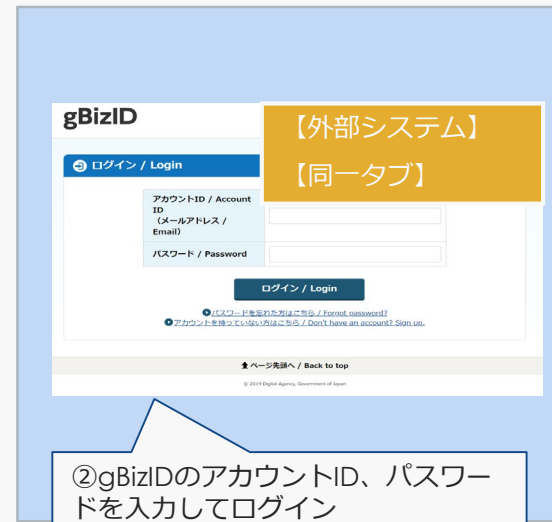 gBizID
【外部システム】
【同一タブ】
ログイン / Login
アカウントID / Account
ID
（メールアドレス /
Email）
パスワード / Password
ログイン / Login
パスワードを忘れた方はこちら / Forgot password?
アカウントを持っていない方はこちら / Don't have an account? Sign up.
ページ先頭へ / Back to top
© 2019 Digital Agency, Government of Japan
②gBizIDのアカウントID、パスワー
ドを入力してログイン